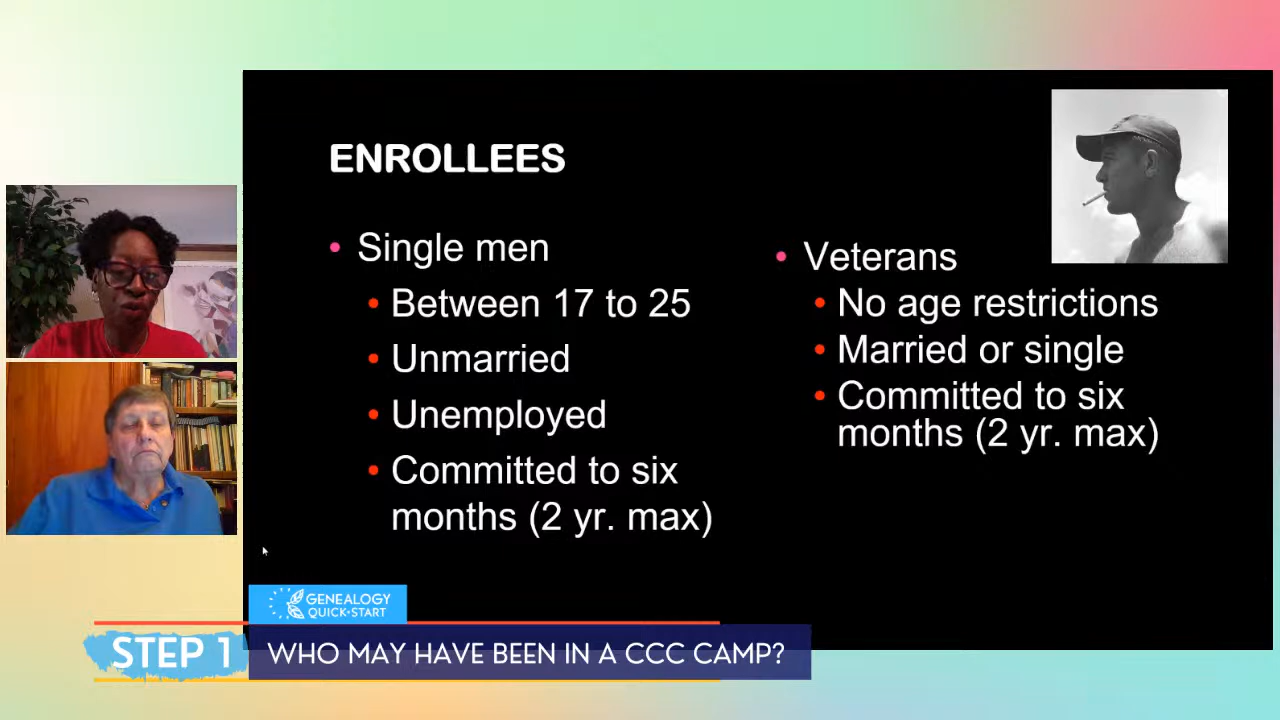 ENROLLEES
• Single men
• Between 17 to 25
• Unmarried
• Unemployed
• Committed to six
months (2 yr. max)
• Veterans
• No age restrictions
• Married or single
• Committed to six
months (2 yr. max)
GENEALOGY
QUICK•START
STEP 1
WHO MAY HAVE BEEN IN A CCC CAMP?